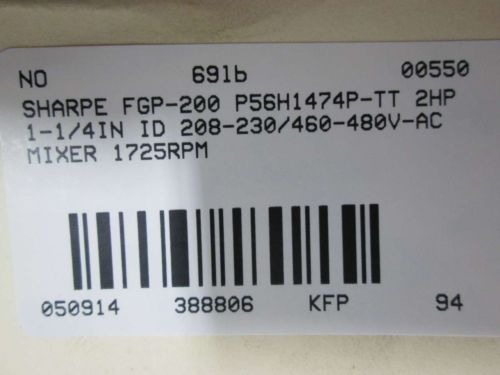 NO 69lb 00550
SHARPE FGP-200 P56H1474P-TT 2HP
1-1/4IN ID 208-230/460-480V-AC
MIXER 1725RPM
050914 388806 KFP 94